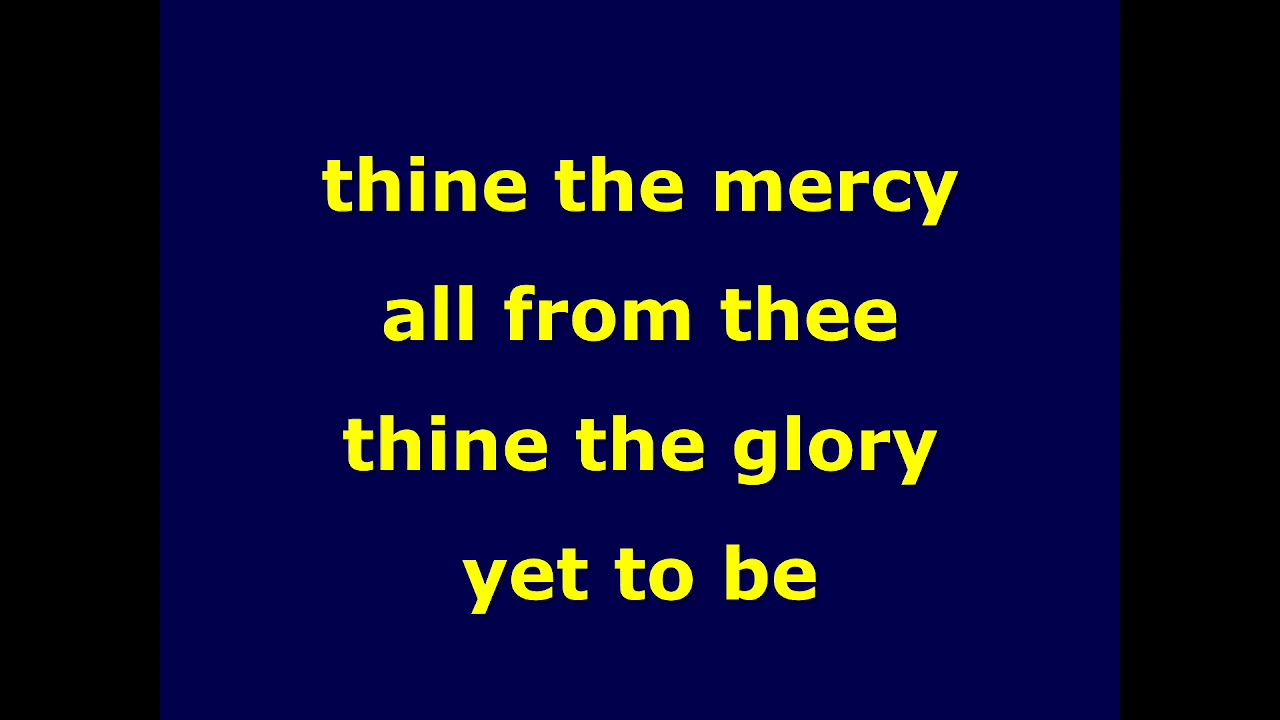 thine the mercy
all from thee
thine the glory
yet to be